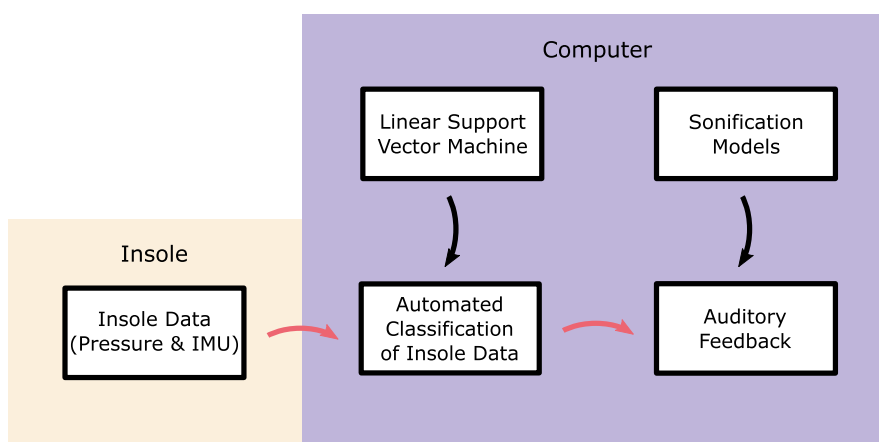 Computer
Linear Support
Vector Machine
Sonification
Models
Insole
Insole Data
(Pressure & IMU)
Automated
Classification
of Insole Data
Auditory
Feedback